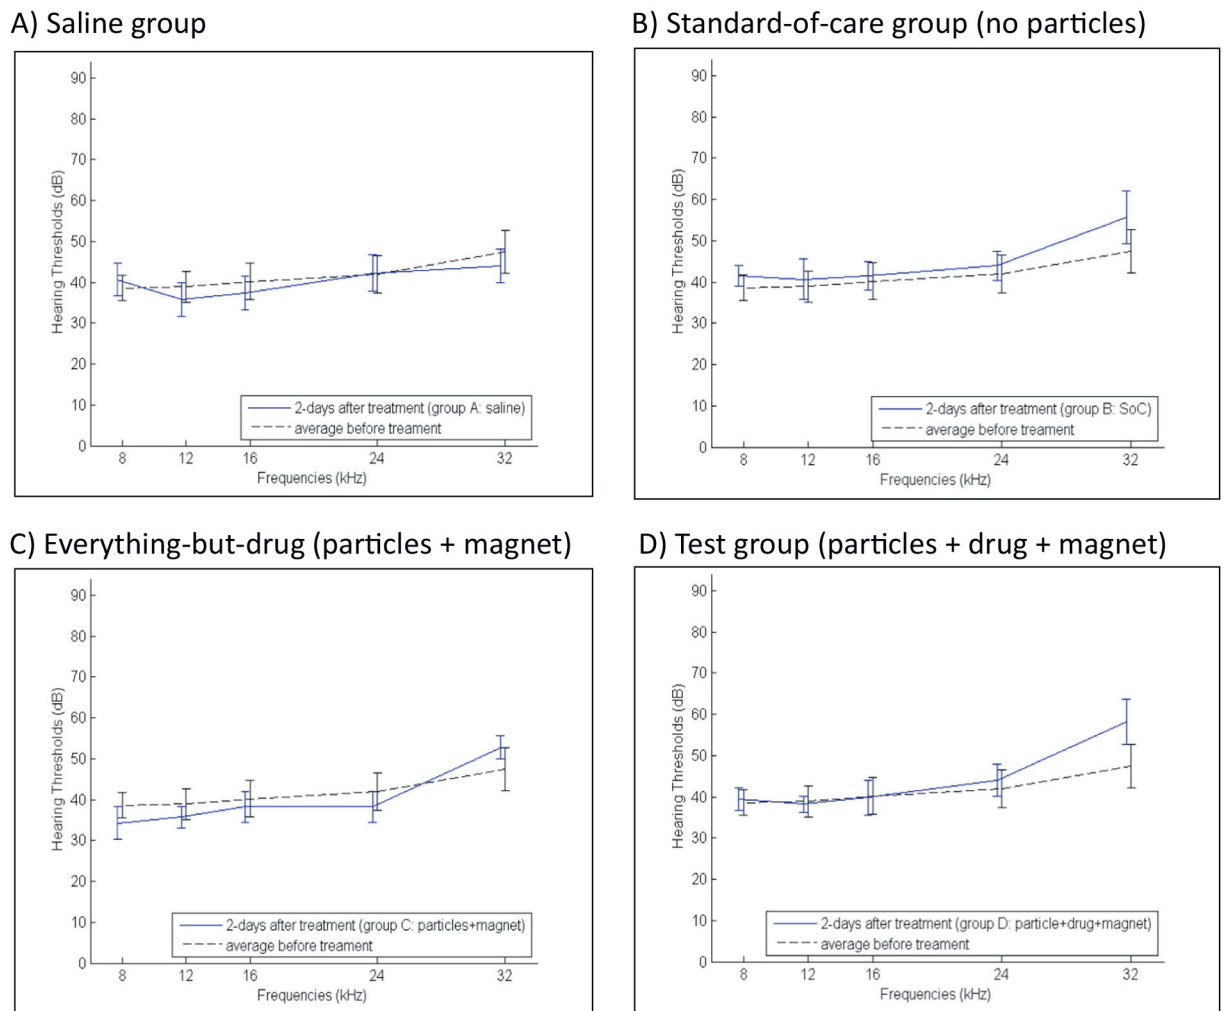 A) Saline group
90
80
70
60
50
40
30
20
10
0
Hearing Thresholds (dB)
2-days after treatment (group A: saline)
average before treament
8 12 16 24 32
Frequencies (kHz)
B) Standard-of-care group (no particles)
90
80
70
60
50
40
30
20
10
0
Hearing Thresholds (dB)
2-days after treatment (group B: SoC)
average before treament
8 12 16 24 32
Frequencies (kHz)
C) Everything-but-drug (particles + magnet)
90
80
70
60
50
40
30
20
10
0
Hearing Thresholds (dB)
2-days after treatment (group C: particles+magnet)
average before treament
8 12 16 24 32
Frequencies (kHz)
D) Test group (particles + drug + magnet)
90
80
70
60
50
40
30
20
10
0
Hearing Thresholds (dB)
2-days after treatment (group D: particle+drug+magnet)
average before treament
8 12 16 24 32
Frequencies (kHz)